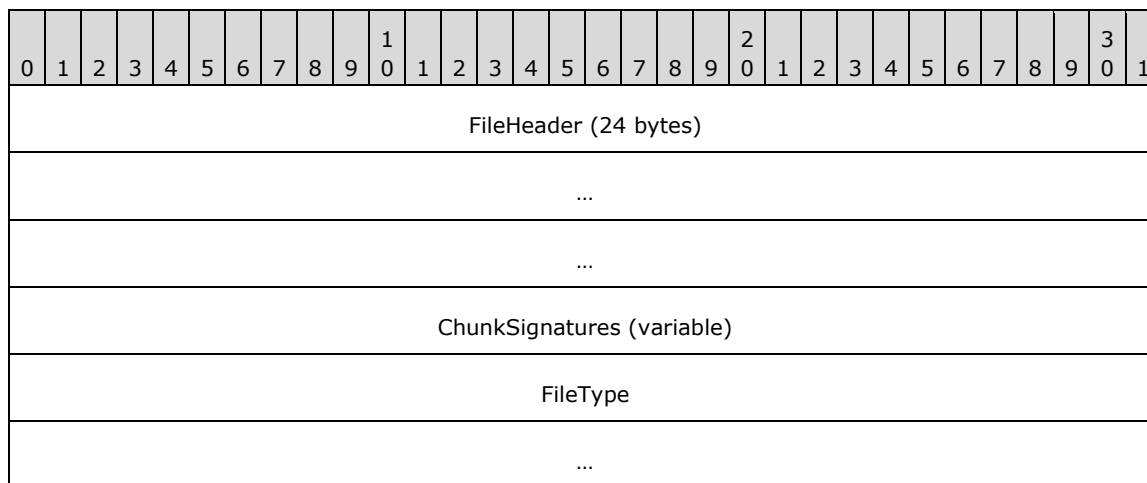 1 2 3
0 1 2 3 4 5 6 7 8 9 0 1 2 3 4 5 6 7 8 9 0 1 2 3 4 5 6 7 8 9 0 1
FileHeader (24 bytes)
...
...
ChunkSignatures (variable)
FileType
...